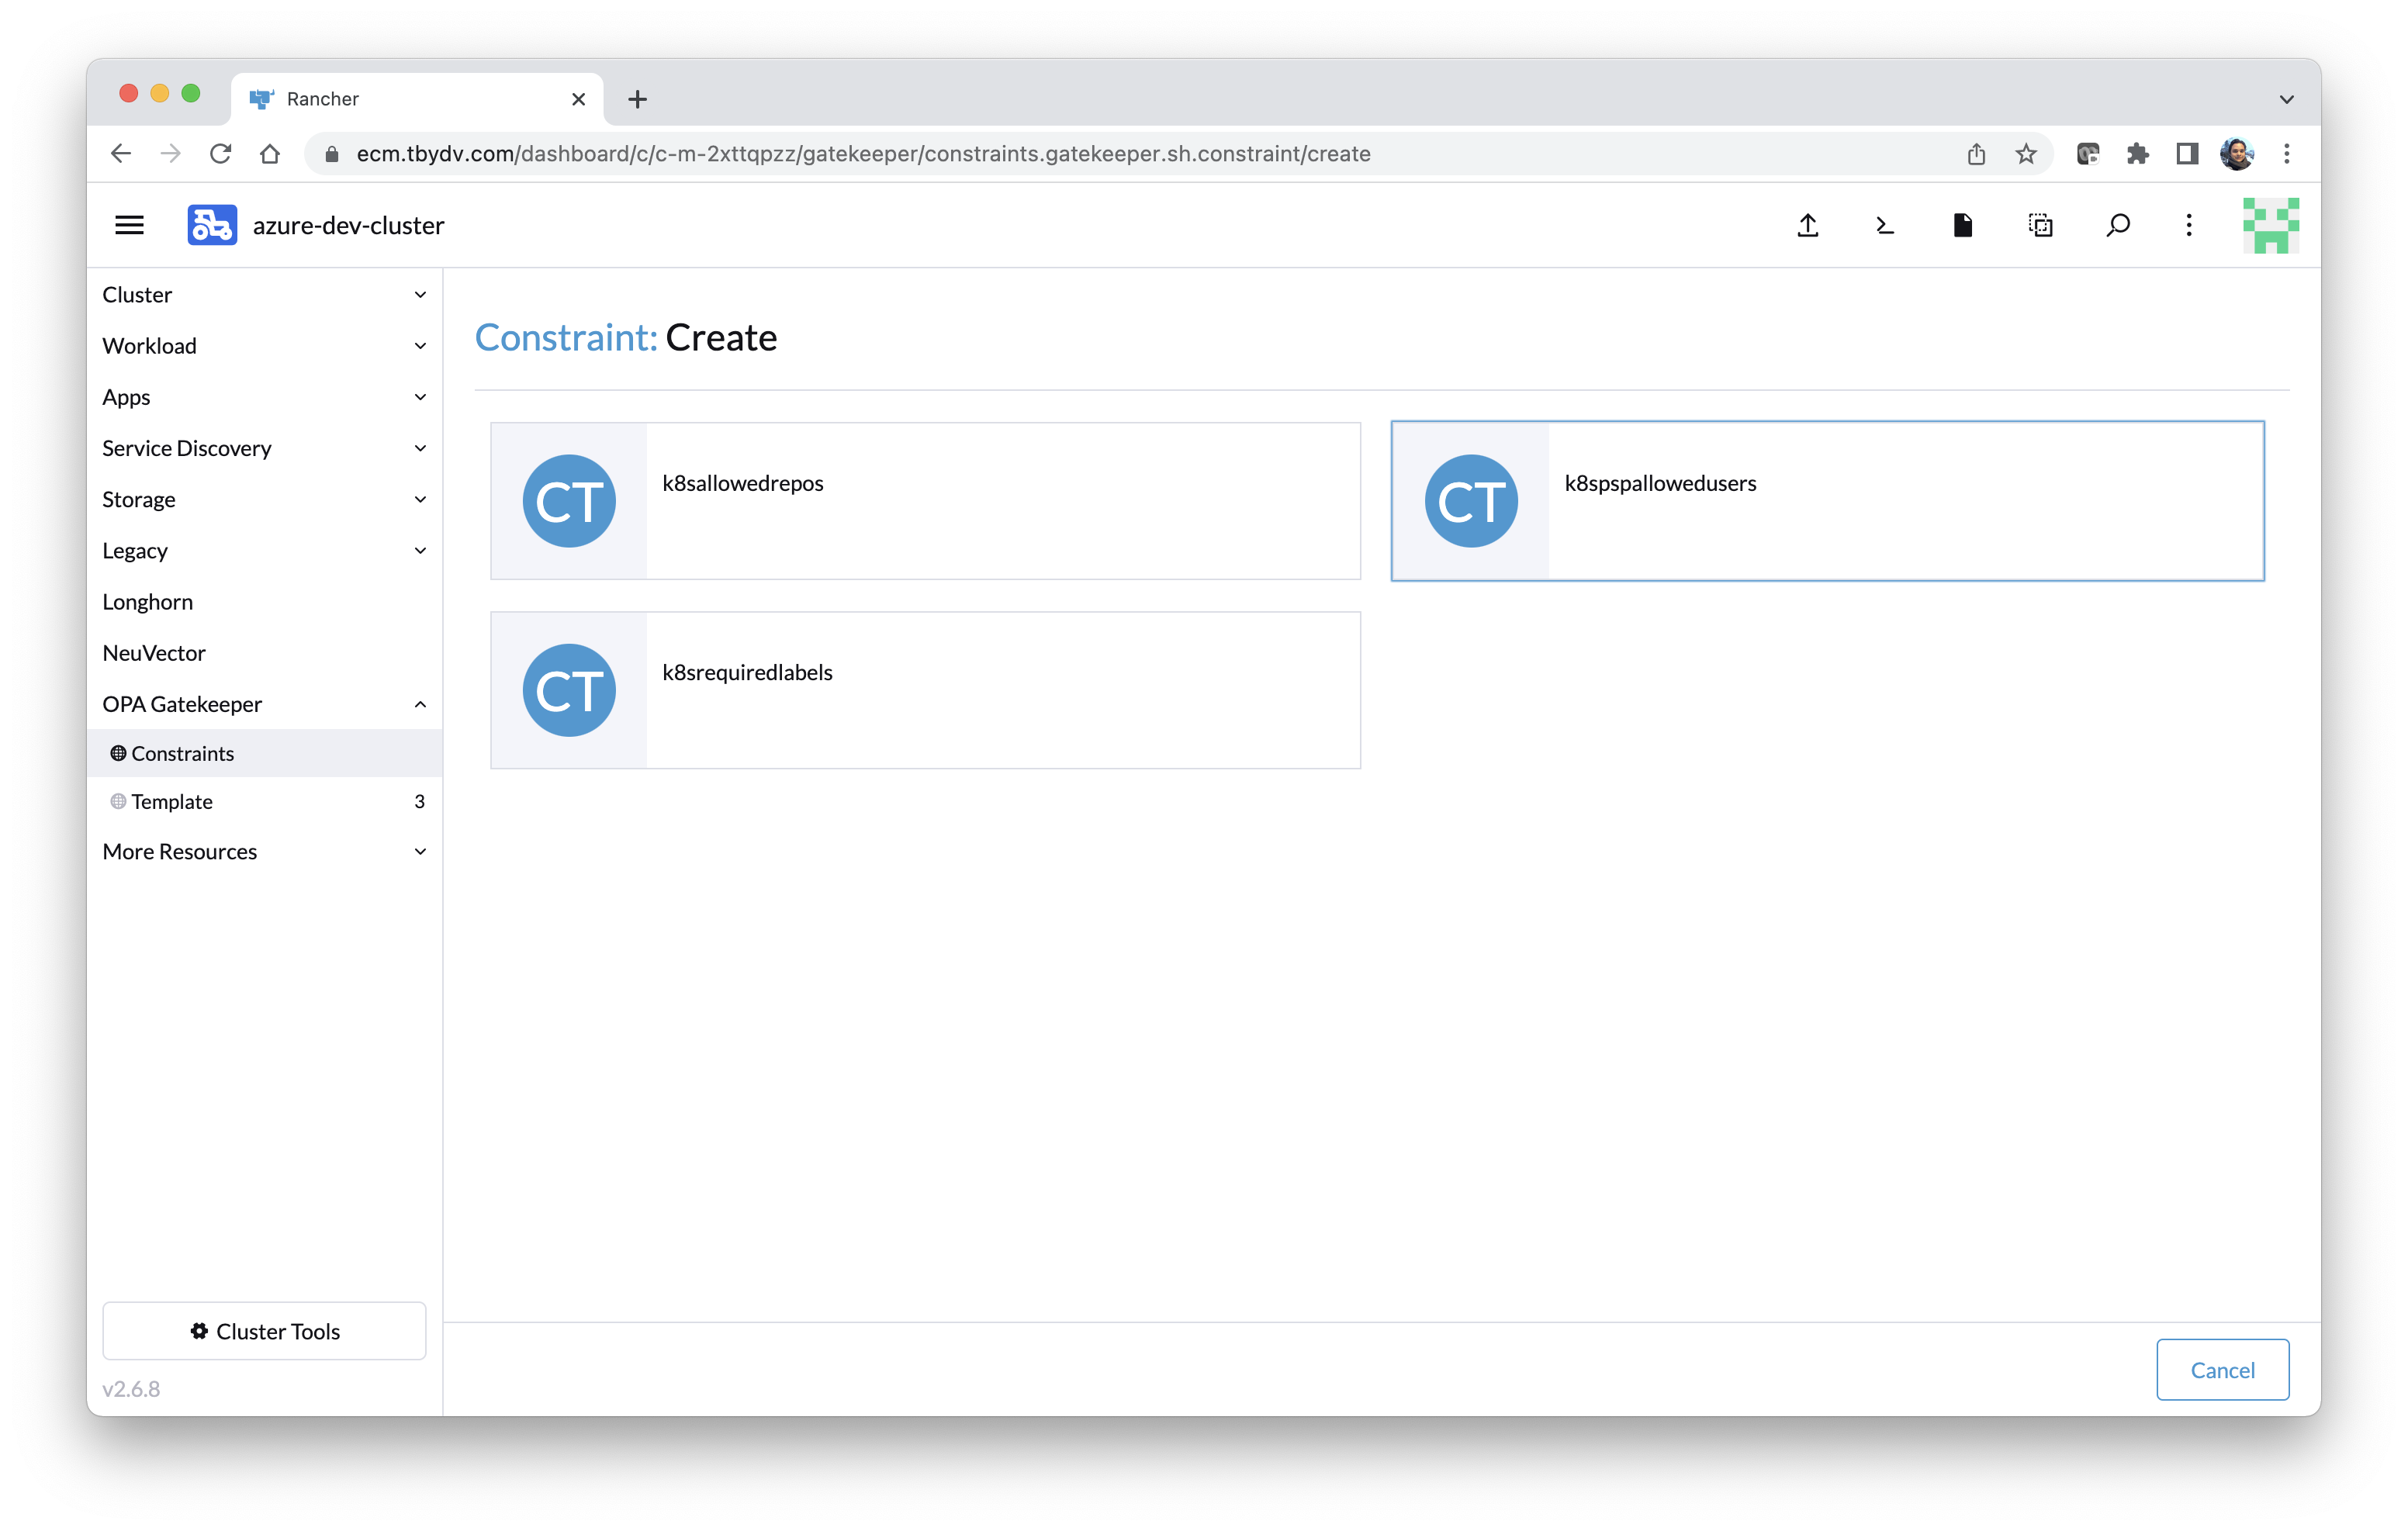 Rancher
ecm.tbydv.com/dashboard/c/c-m-2xttqpzz/gatekeeper/constraints.gatekeeper.sh.constraint/create
azure-dev-cluster
Cluster
Workload
Apps
Service Discovery
Storage
Legacy
Longhorn
NeuVector
OPA Gatekeeper
Constraints
Template 3
More Resources
Cluster Tools
v2.6.8
Constraint: Create
CT k8sallowedrepos
CT k8spspallowedusers
CT k8srequiredlabels
Cancel